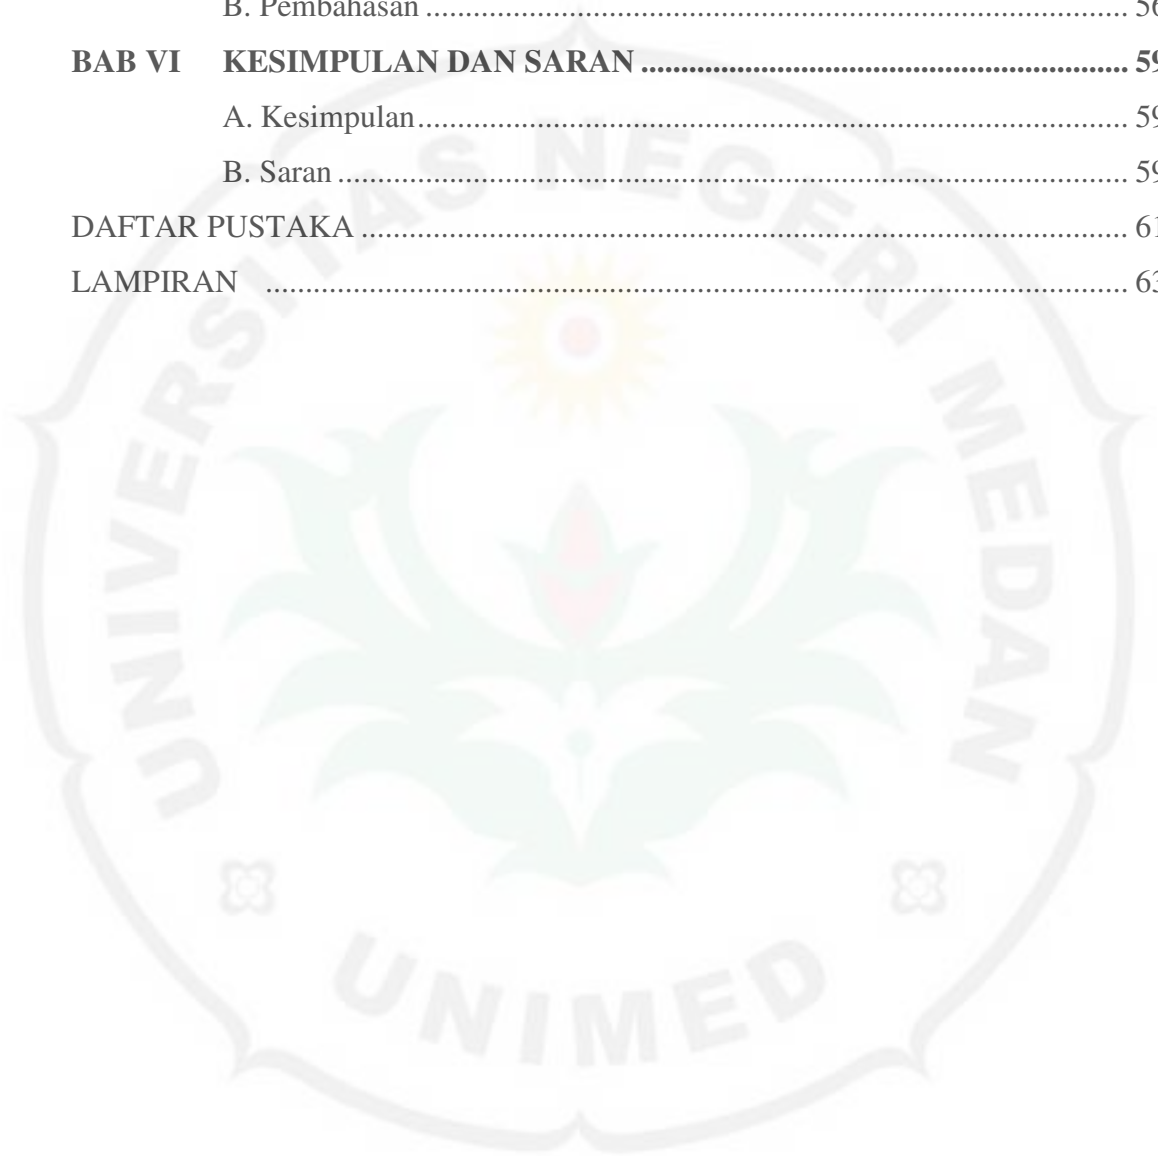 B. Pembahasan ........................................................................................ 56
BAB VI KESIMPULAN DAN SARAN ............................................................. 59
A. Kesimpulan ......................................................................................... 59
B. Saran ................................................................................................... 59
DAFTAR PUSTAKA ................................................................................................ 61
LAMPIRAN ............................................................................................................ 63
UNIVERSITAS NEGERI MEDAN
UNIMED